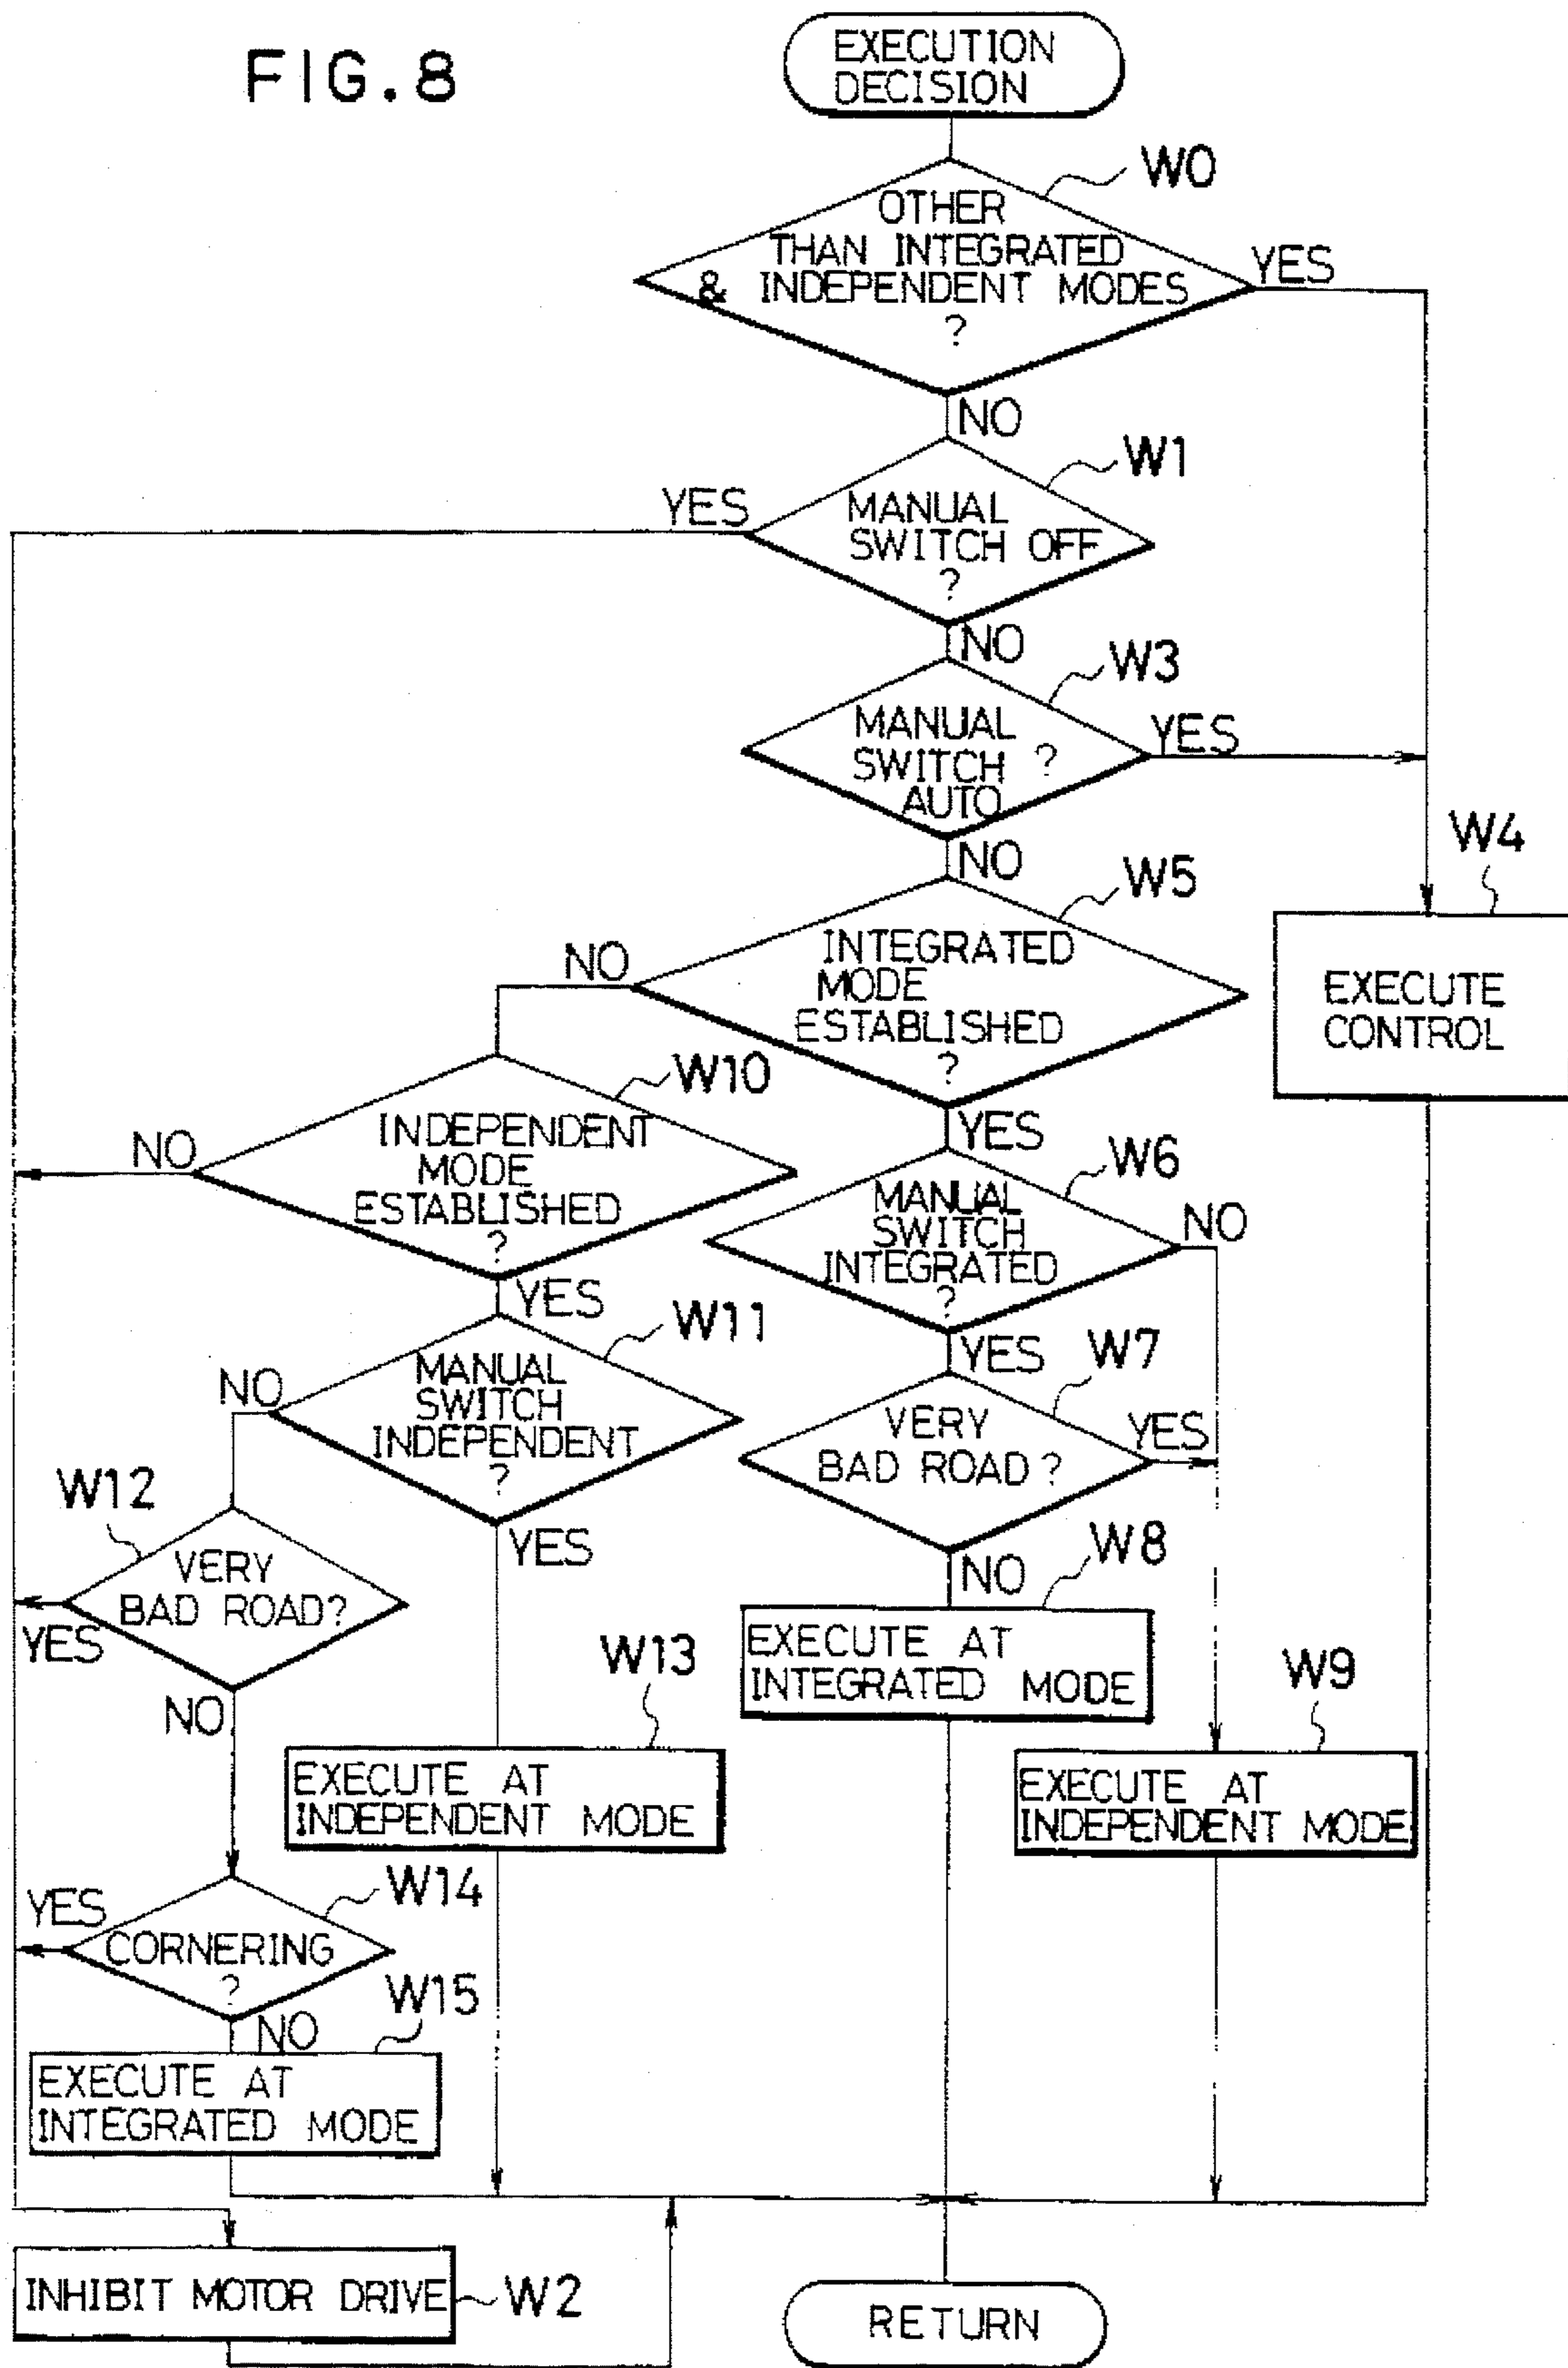 FIG.8
EXECUTION
DECISION
W0
OTHER
THAN INTEGRATED
& INDEPENDENT MODES
?
YES
NO
W1
YES
MANUAL
SWITCH OFF
?
NO
W3
MANUAL
SWITCH ?
AUTO
YES
NO
W4
W5
NO
INTEGRATED
MODE
ESTABLISHED
?
EXECUTE
CONTROL
W10
YES
NO
INDEPENDENT
MODE
ESTABLISHED
?
W6
MANUAL
SWITCH
INTEGRATED
?
NO
YES
W11
YES
W7
NO
MANUAL
SWITCH
INDEPENDENT
?
VERY
BAD ROAD?
YES
W12
YES
NO
W8
VERY
BAD ROAD?
YES
NO
W13
EXECUTE AT
INTEGRATED MODE
W9
EXECUTE AT
INDEPENDENT MODE
EXECUTE AT
INDEPENDENT MODE
W14
YES
CORNERING
?
W15
NO
EXECUTE AT
INTEGRATED MODE
INHIBIT MOTOR DRIVE
W2
RETURN